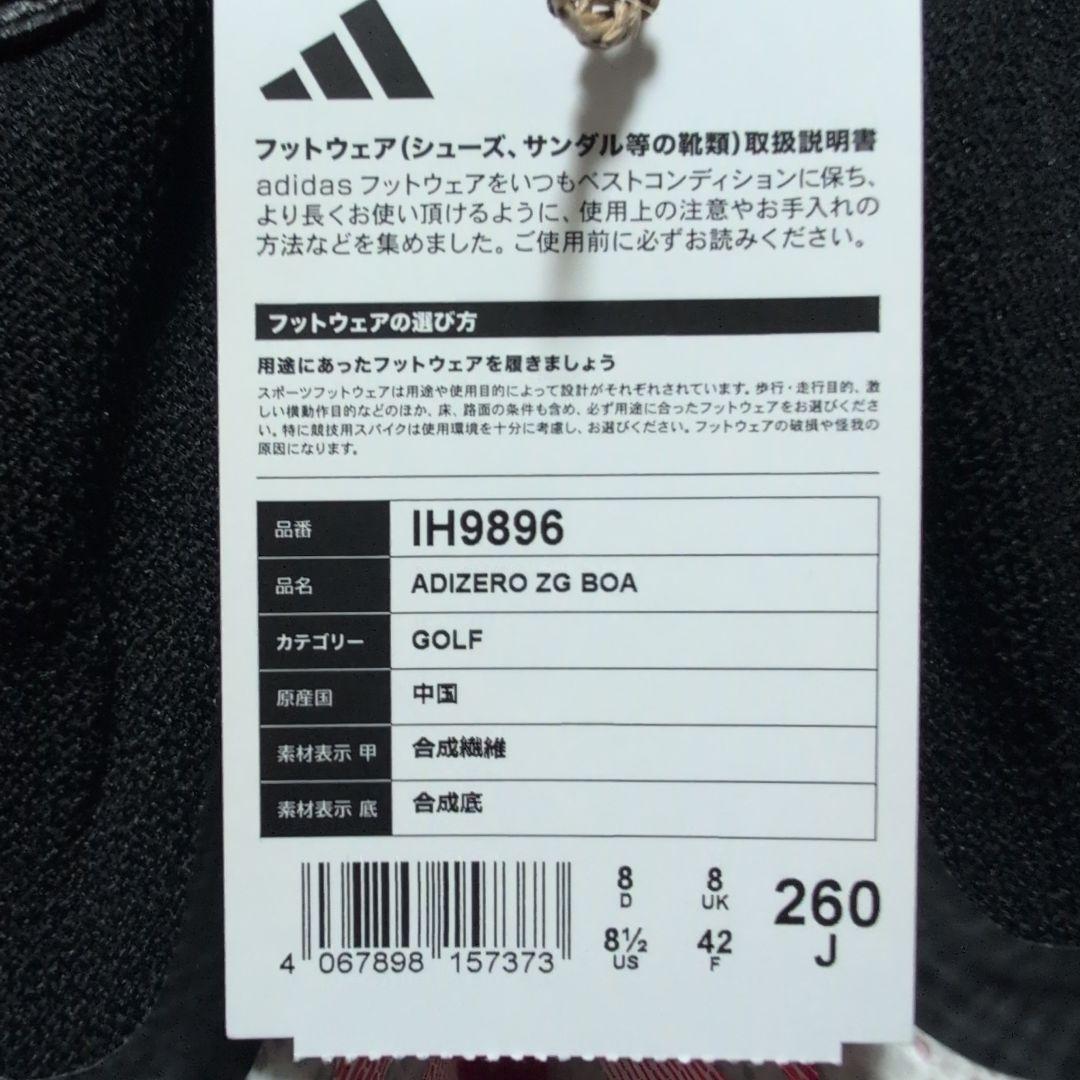 フットウェア(シューズ、サンダル等の靴類)取扱説明書
adidas フットウェアをいつもベストコンディションに保ち、
より長くお使い頂けるように、使用上の注意やお手入れの
方法などを集めました。ご使用前に必ずお読みください。
フットウェアの選び方
用途にあったフットウェアを履きましょう
スポーツフットウェアは用途や使用目的によって設計がそれぞれされています。歩行・走行目的、激
しい横動作目的などのほか、床、路面の条件も含め、必ず用途に合ったフットウェアをお選びくださ
い。特に競技用スパイクは使用環境を十分に考慮し、お選びください。フットウェアの破損や怪我の
原因になります。
品番 IH9896
品名 ADIZERO ZG BOA
カテゴリー GOLF
原産国 中国
素材表示 甲 合成繊維
素材表示 底 合成底
8 8 260
D UK J
8½ 42
US F
4 067898 157373